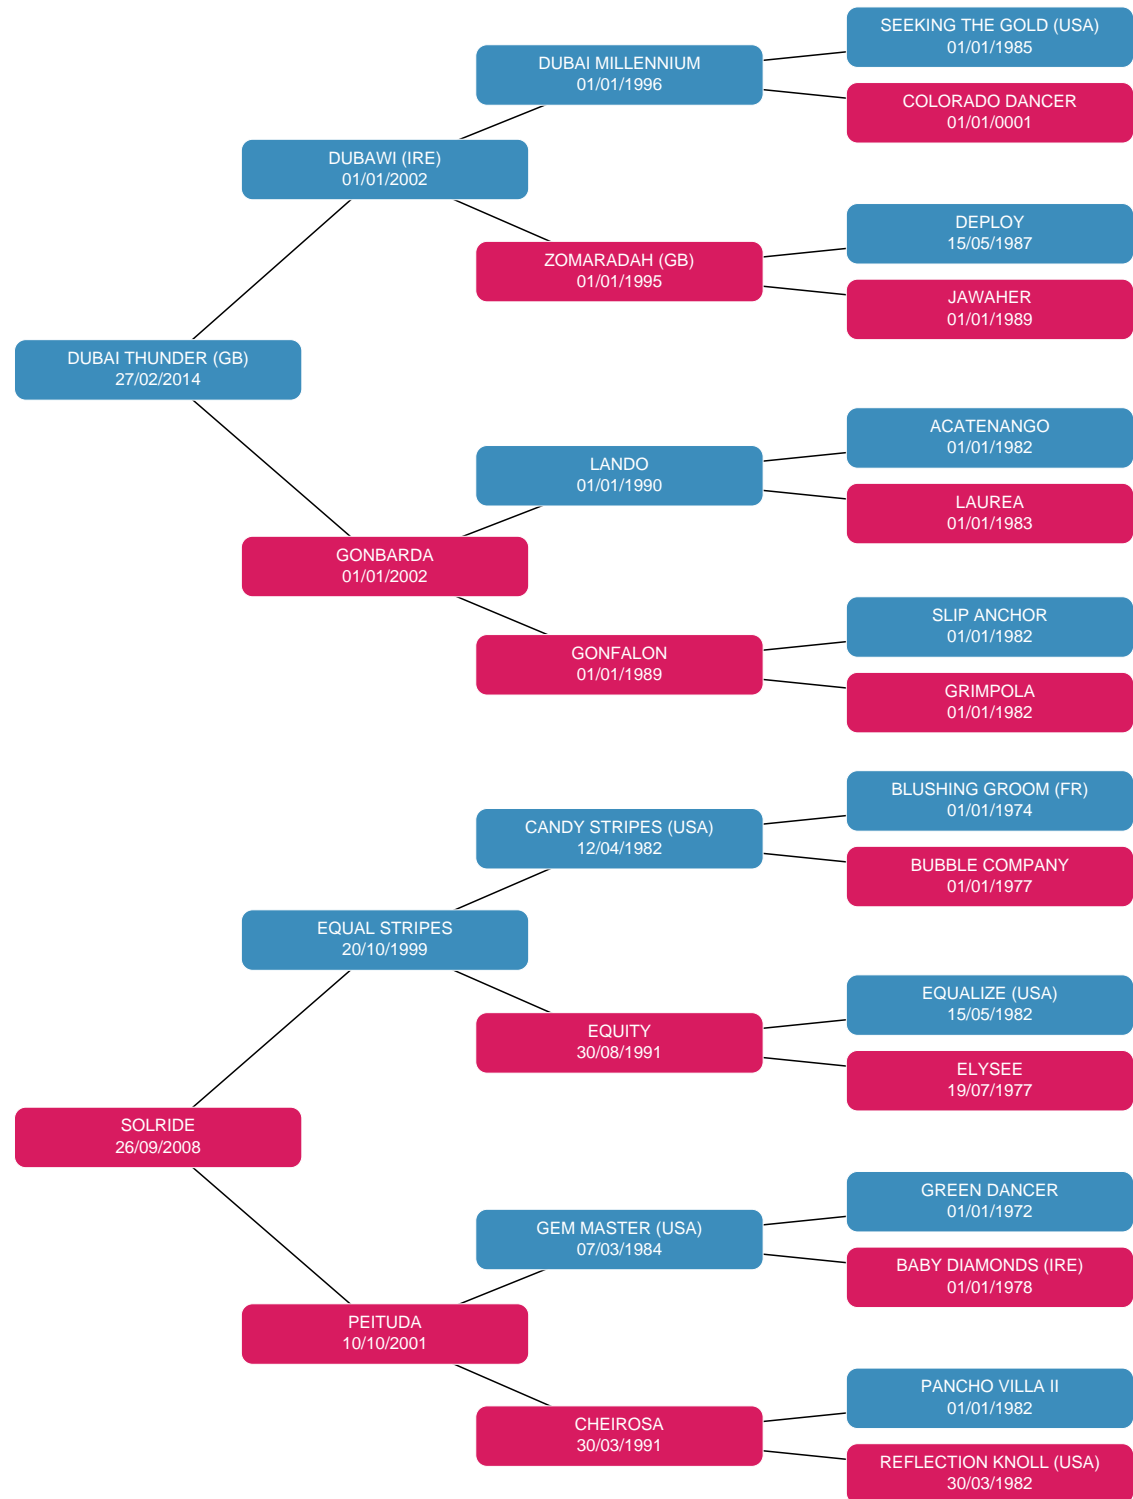 SEEKING THE GOLD (USA)
01/01/1985
DUBAI MILLENNIUM
01/01/1996
COLORADO DANCER
01/01/0001
DUBAWI (IRE)
01/01/2002
DEPLOY
15/05/1987
ZOMARADAH (GB)
01/01/1995
JAWAHER
01/01/1989
DUBAI THUNDER (GB)
27/02/2014
ACATENANGO
01/01/1982
LANDO
01/01/1990
LAUREA
01/01/1983
GONBARDA
01/01/2002
SLIP ANCHOR
01/01/1982
GONFALON
01/01/1989
GRIMPOLA
01/01/1982
BLUSHING GROOM (FR)
01/01/1974
CANDY STRIPES (USA)
12/04/1982
BUBBLE COMPANY
01/01/1977
EQUAL STRIPES
20/10/1999
EQUALIZE (USA)
15/05/1982
EQUITY
30/08/1991
ELYSEE
19/07/1977
SOLRIDE
26/09/2008
GREEN DANCER
01/01/1972
GEM MASTER (USA)
07/03/1984
BABY DIAMONDS (IRE)
01/01/1978
PEITUDA
10/10/2001
PANCHO VILLA II
01/01/1982
CHEIROSA
30/03/1991
REFLECTION KNOLL (USA)
30/03/1982